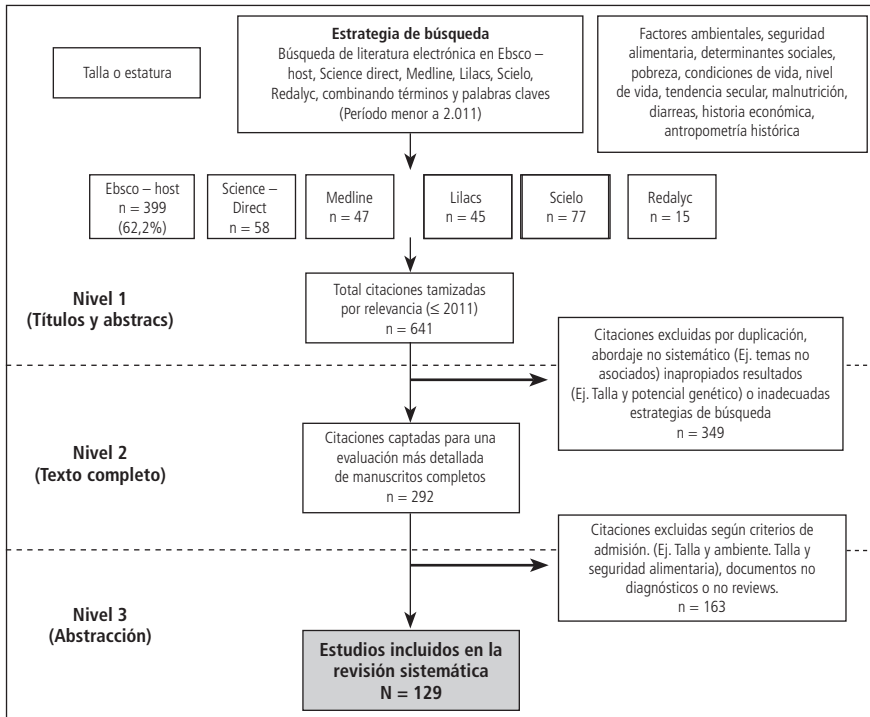 Talla o estatura
Estrategia de búsqueda
Búsqueda de literatura electrónica en Ebsco –
host, Science direct, Medline, Lilacs, Scielo,
Redalyc, combinando términos y palabras claves
(Período menor a 2.011)
Factores ambientales, seguridad
alimentaria, determinantes sociales,
pobreza, condiciones de vida, nivel
de vida, tendencia secular, malnutrición,
diarreas, historia económica,
antropometría histórica
Ebsco – host
n = 399
(62,2%)
Science –
Direct
n = 58
Medline
n = 47
Lilacs
n = 45
Scielo
n = 77
Redalyc
n = 15
Nivel 1
(Títulos y abstracs)
Total citaciones tamizadas
por relevancia (≤ 2011)
n = 641
Citaciones excluidas por duplicación,
abordaje no sistemático (Ej. temas no
asociados) inapropiados resultados
(Ej. Talla y potencial genético) o inadecuadas
estrategias de búsqueda
n = 349
Nivel 2
(Texto completo)
Citaciones captadas para una
evaluación más detallada
de manuscritos completos
n = 292
Citaciones excluidas según criterios de
admisión. (Ej. Talla y ambiente. Talla y
seguridad alimentaria), documentos no
diagnósticos o no reviews.
n = 163
Nivel 3
(Abstracción)
Estudios incluidos en la
revisión sistemática
N = 129